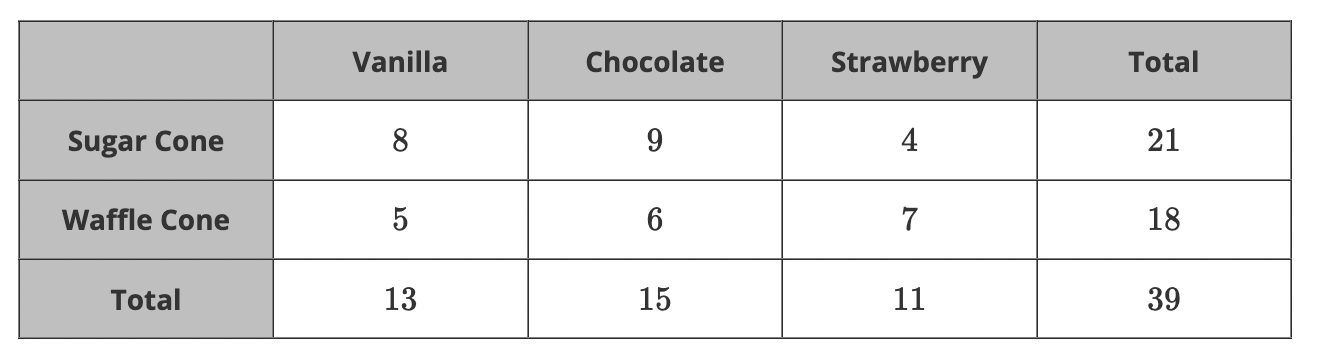 Vanilla Chocolate Strawberry Total
Sugar Cone 8 9 4 21
Waffle Cone 5 6 7 18
Total 13 15 11 39